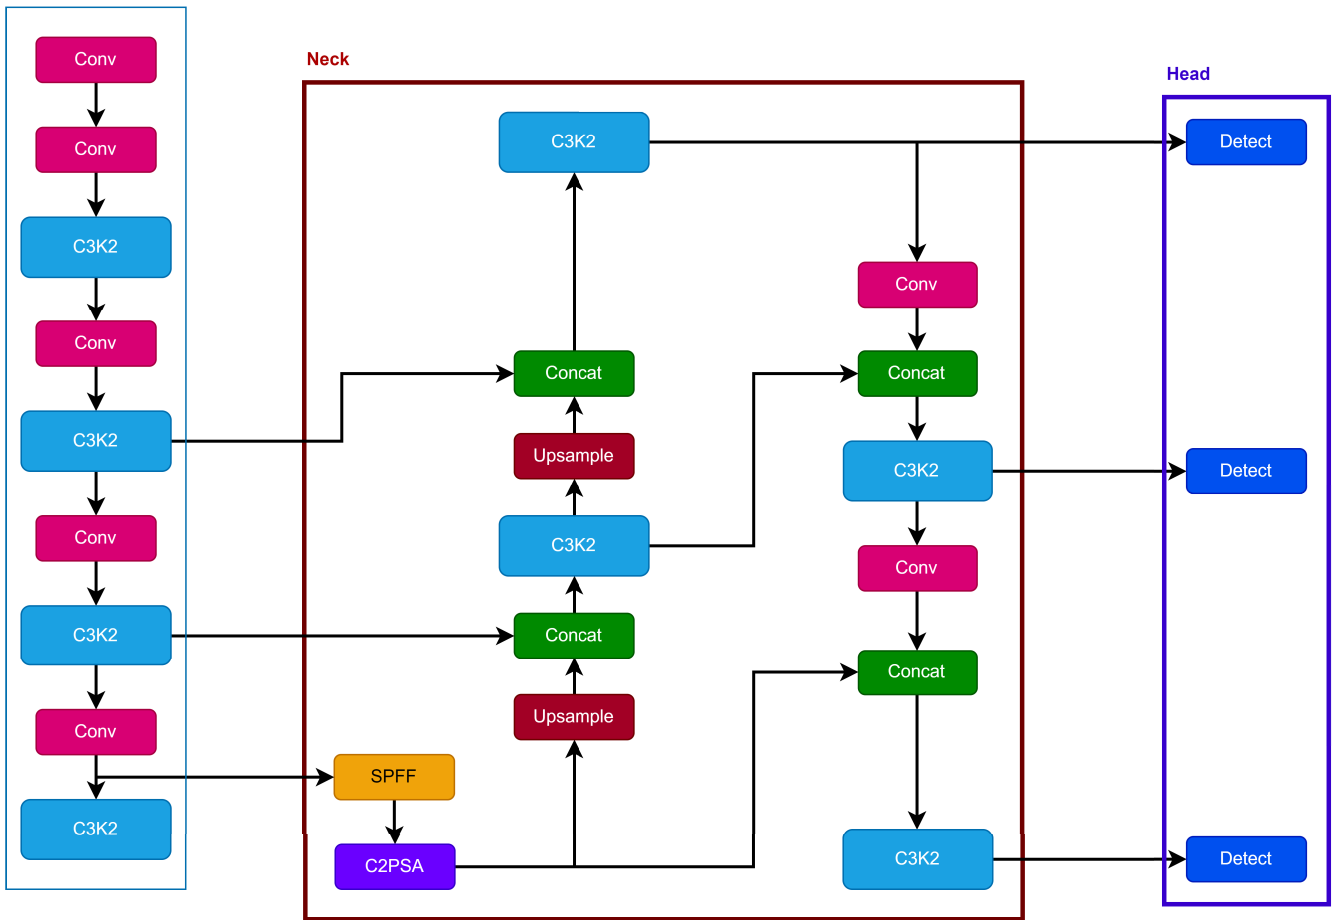 Conv
Conv
C3K2
Conv
C3K2
Conv
C3K2
Conv
C3K2
Neck
C3K2
Concat
Upsample
C3K2
Concat
Upsample
SPFF
C2PSA
Conv
Concat
C3K2
Conv
Concat
C3K2
Head
Detect
Detect
Detect